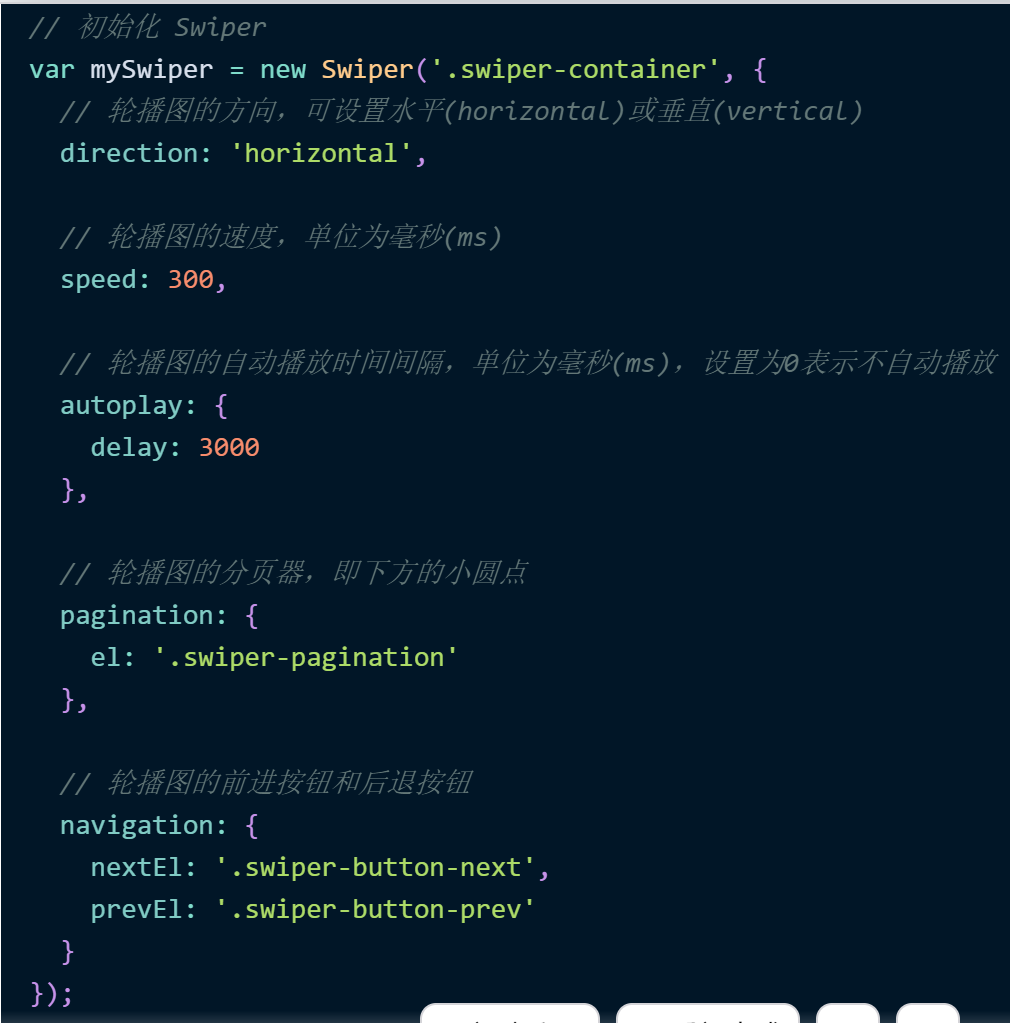 // 初始化 Swiper
var mySwiper = new Swiper('.swiper-container', {
  // 轮播图的方向，可设置水平(horizontal)或垂直(vertical)
  direction: 'horizontal',
  // 轮播图的速度，单位为毫秒(ms)
  speed: 300,
  // 轮播图的自动播放时间间隔，单位为毫秒(ms)，设置为0表示不自动播放
  autoplay: {
    delay: 3000
  },
  // 轮播图的分页器，即下方的小圆点
  pagination: {
    el: '.swiper-pagination'
  },
  // 轮播图的前进按钮和后退按钮
  navigation: {
    nextEl: '.swiper-button-next',
    prevEl: '.swiper-button-prev'
  }
});